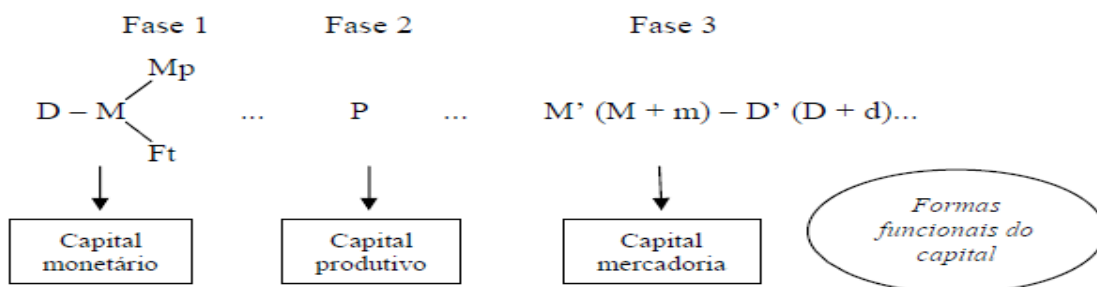 Fase 1 Fase 2 Fase 3
Mp
D – M ... P ... M’ (M + m) – D’ (D + d)...
Ft
Capital monetário
Capital produtivo
Capital mercadoria
Formas
funcionais do
capital